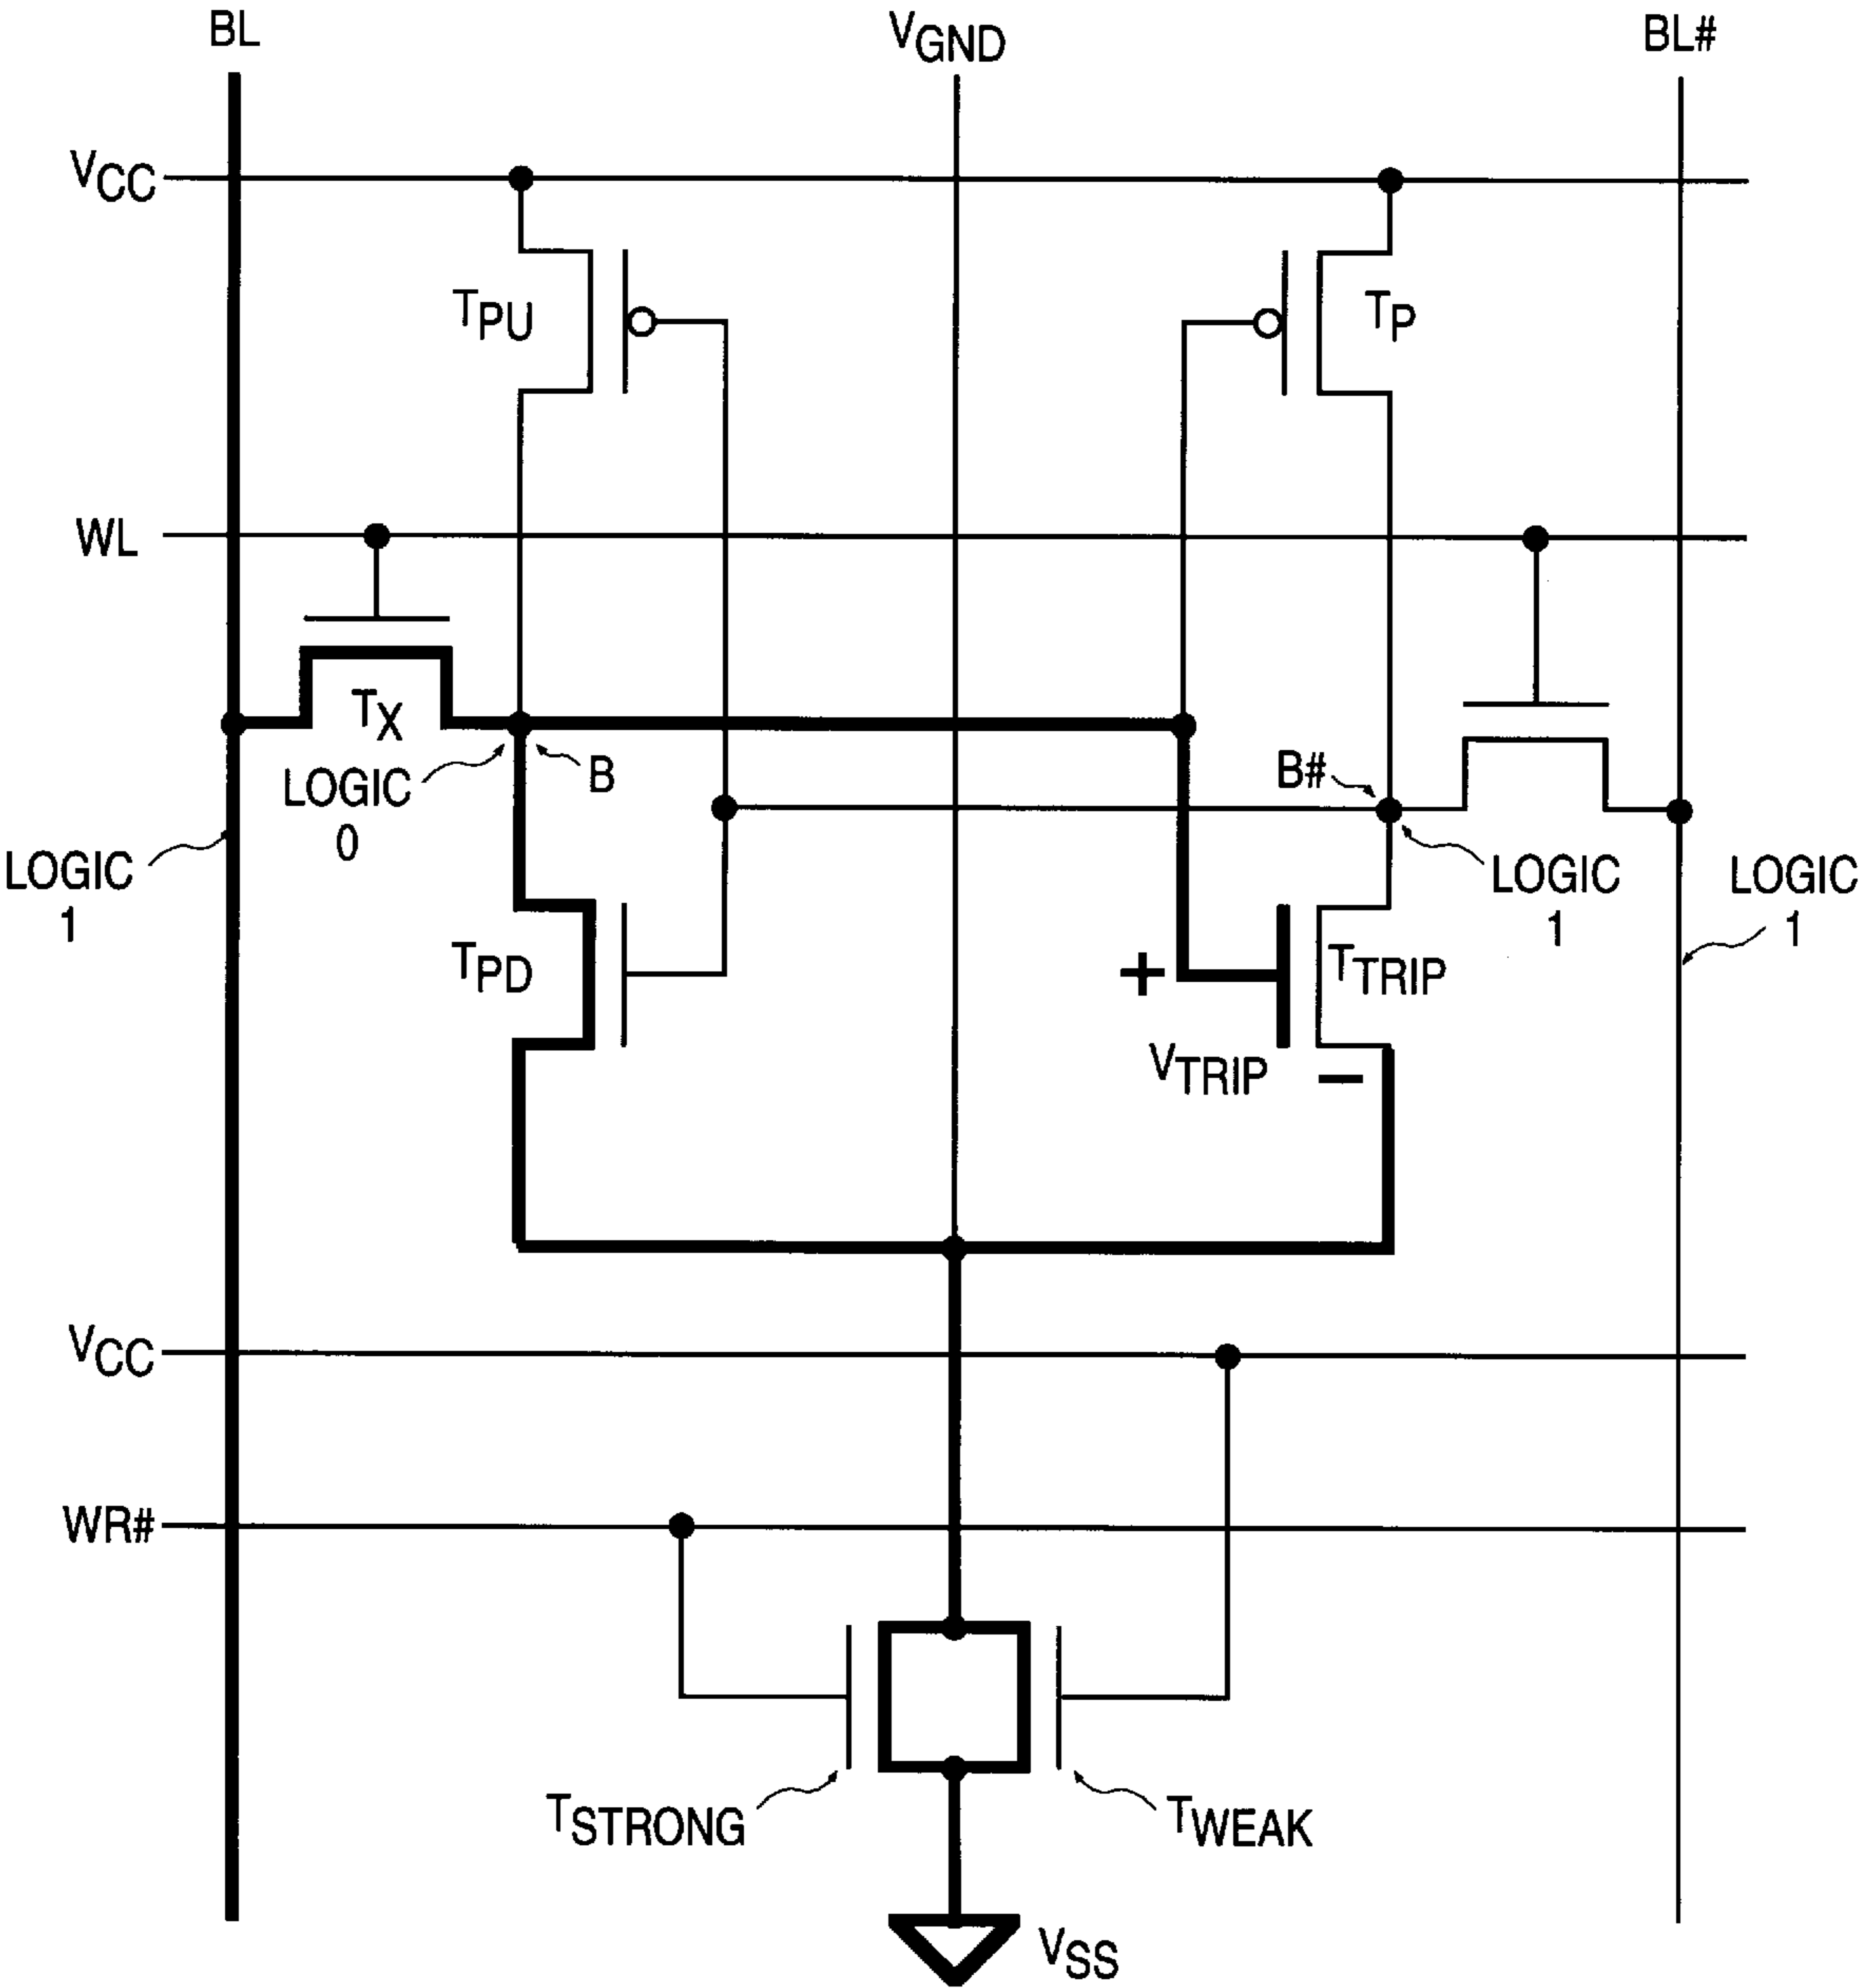 BL
VGND
BL#
VCC
TPU
TP
WL
TX
LOGIC
0
B
B#
LOGIC
1
LOGIC
1
LOGIC
1
TPD
+
TTRIP
VTRIP
−
VCC
WR#
TSTRONG
TWEAK
VSS